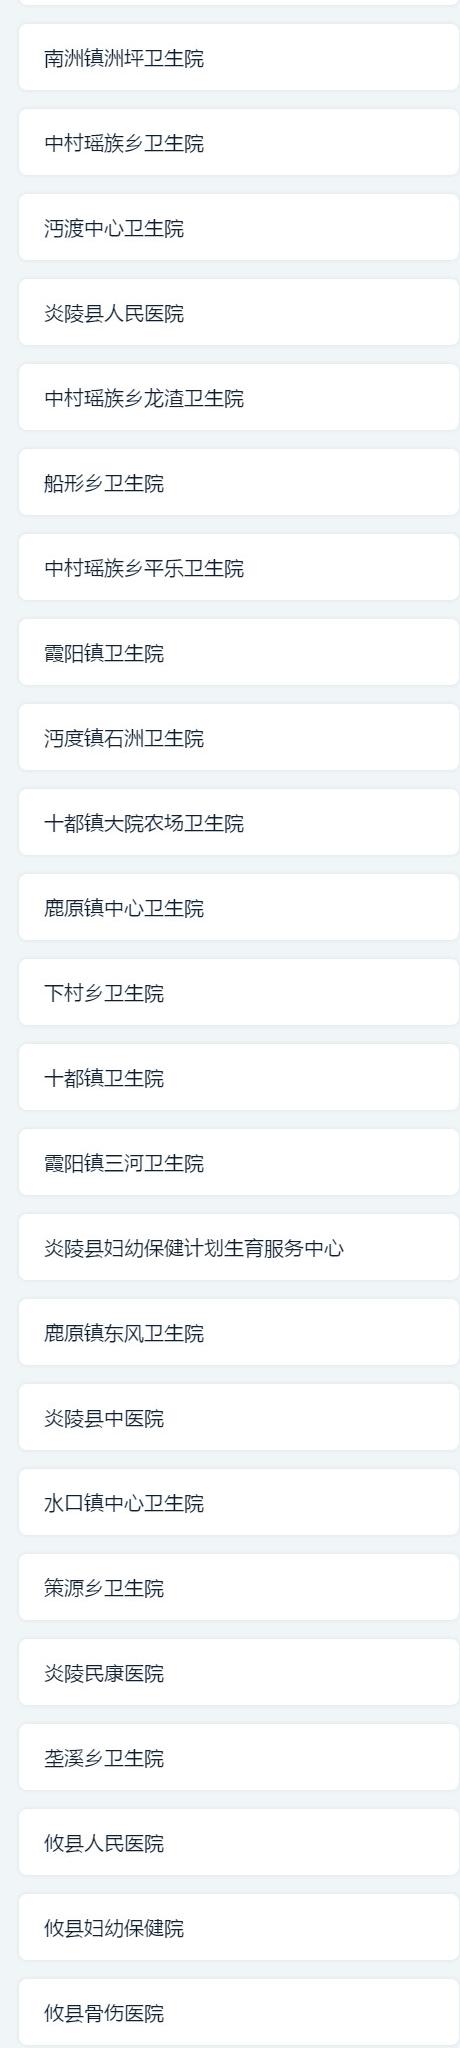 南洲镇洲坪卫生院
中村瑶族乡卫生院
沔渡中心卫生院
炎陵县人民医院
中村瑶族乡龙渣卫生院
船形乡卫生院
中村瑶族乡平乐卫生院
霞阳镇卫生院
沔度镇石洲卫生院
十都镇大院农场卫生院
鹿原镇中心卫生院
下村乡卫生院
十都镇卫生院
霞阳镇三河卫生院
炎陵县妇幼保健计划生育服务中心
鹿原镇东风卫生院
炎陵县中医院
水口镇中心卫生院
策源乡卫生院
炎陵民康医院
垄溪乡卫生院
攸县人民医院
攸县妇幼保健院
攸县骨伤医院